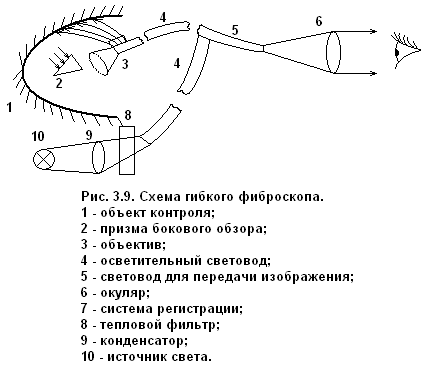 4
5
6
3
2
4
1
8
10
9
7
Рис. 3.9. Схема гибкого фиброскопа.
1 - объект контроля;
2 - призма бокового обзора;
3 - объектив;
4 - осветительный световод;
5 - световод для передачи изображения;
6 - окуляр;
7 - система регистрации;
8 - тепловой фильтр;
9 - конденсатор;
10 - источник света.